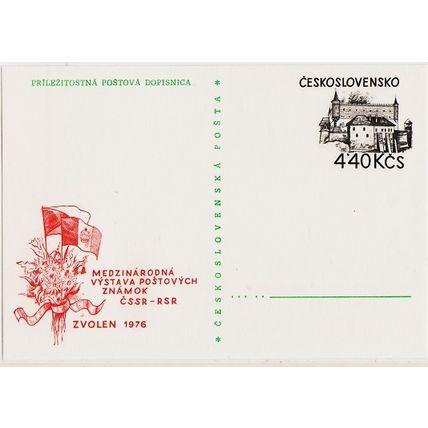 PRÍLEŽITOSTNÁ POŠTOVÁ DOPISNICA
* ČESKOSLOVENSKÁ POŠTA *
ČESKOSLOVENSKO
4'40 KČS
MEDZINÁRODNÁ
VÝSTAVA POŠTOVÝCH
ZNÁMOK
ČSSR-RSR
ZVOLEN 1976